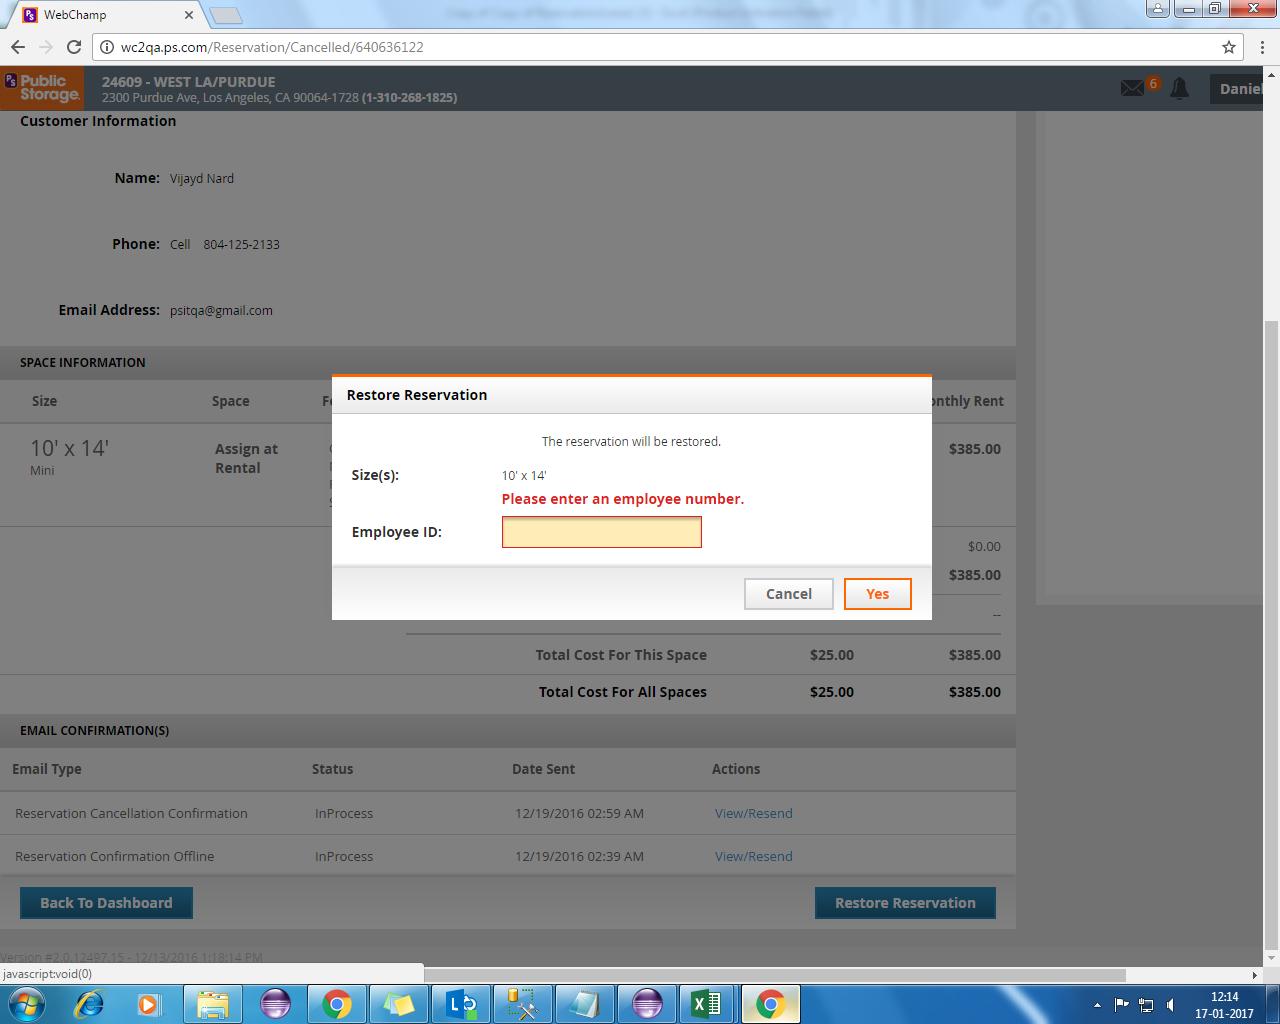 WebChamp
wc2qa.ps.com/Reservation/Cancelled/640636122
PS Public Storage.
24609 - WEST LA/PURDUE
2300 Purdue Ave, Los Angeles, CA 90064-1728 (1-310-268-1825)
6
Daniel
Customer Information
Name: Vijayd Nard
Phone: Cell 804-125-2133
Email Address: psitqa@gmail.com
SPACE INFORMATION
Size Space
onthly Rent
10' x 14'
Mini
Assign at
Rental
$385.00
Restore Reservation
The reservation will be restored.
Size(s): 10' x 14'
Please enter an employee number.
Employee ID:
Cancel Yes
$0.00
$385.00
--
Total Cost For This Space $25.00 $385.00
Total Cost For All Spaces $25.00 $385.00
EMAIL CONFIRMATION(S)
Email Type Status Date Sent Actions
Reservation Cancellation Confirmation InProcess 12/19/2016 02:59 AM View/Resend
Reservation Confirmation Offline InProcess 12/19/2016 02:39 AM View/Resend
Back To Dashboard Restore Reservation
Version #2.0.12497.15 - 12/13/2016 1:18:14 PM
javascript:void(0)
12:14
17-01-2017